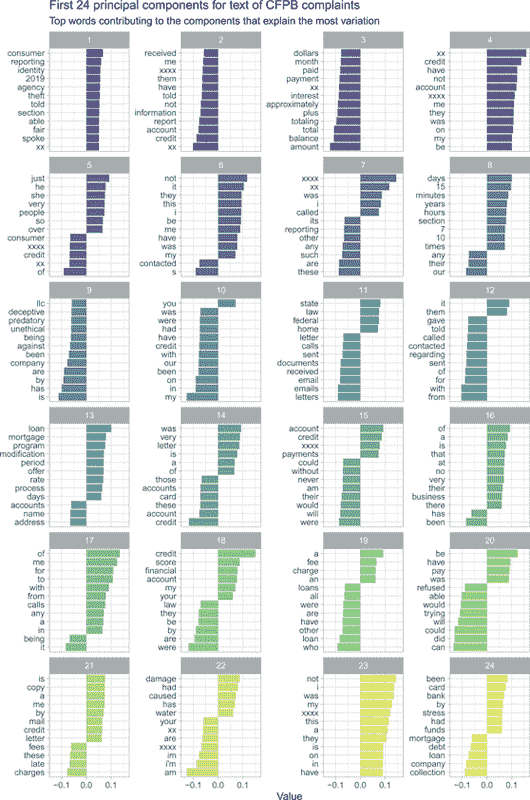 First 24 principal components for text of CFPB complaints
Top words contributing to the components that explain the most variation
1
consumer
reporting
identity
2019
agency
theft
told
section
able
fair
spoke
xx
2
received
me
xxxx
them
have
told
not
information
report
account
credit
xx
3
dollars
month
paid
payment
xx
interest
approximately
plus
totaling
total
balance
amount
4
xx
credit
have
not
account
xxxx
me
they
was
on
my
be
5
just
he
she
very
people
so
over
consumer
xxxx
credit
xx
of
6
not
it
they
this
i
be
me
have
was
my
contacted
s
7
xxxx
xx
was
i
called
its
reporting
other
any
such
are
these
8
days
15
minutes
years
hours
section
7
10
times
any
their
our
9
llc
deceptive
predatory
unethical
being
against
been
company
are
by
has
is
10
you
was
were
had
have
credit
with
our
been
on
in
my
11
state
law
federal
home
letter
calls
sent
documents
received
email
emails
letters
12
it
them
gave
told
called
contacted
regarding
sent
of
for
with
from
13
loan
mortgage
program
modification
period
offer
rate
process
days
accounts
name
address
14
was
very
letter
is
a
of
those
accounts
card
these
account
credit
15
account
credit
xxxx
payments
could
without
never
am
their
would
will
were
16
of
a
is
that
at
no
very
their
business
there
has
been
17
of
me
for
to
with
from
calls
any
a
in
being
it
18
credit
score
financial
account
my
your
law
they
be
by
are
were
19
a
fee
charge
an
loans
all
were
are
have
other
loan
who
20
be
have
pay
was
refused
able
would
trying
will
could
did
can
21
is
copy
a
me
by
mail
credit
letter
fees
these
late
charges
22
damage
had
caused
has
water
your
xx
are
xxxx
im
i'm
am
23
not
i
was
my
xxxx
this
a
they
is
on
in
have
24
been
card
bank
by
stress
had
funds
mortgage
debt
loan
company
collection
-0.1 0.0 0.1
-0.1 0.0 0.1
-0.1 0.0 0.1
-0.1 0.0 0.1
Value